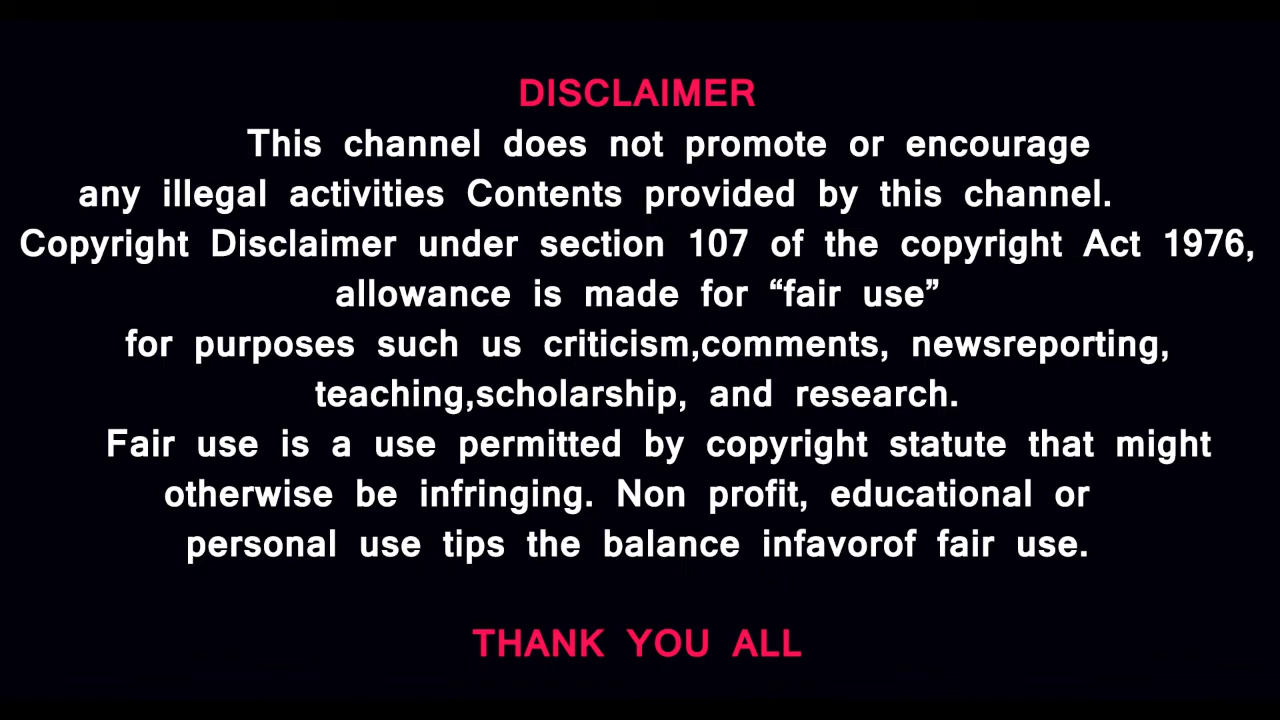 DISCLAIMER
This channel does not promote or encourage
any illegal activities Contents provided by this channel.
Copyright Disclaimer under section 107 of the copyright Act 1976,
allowance is made for “fair use”
for purposes such us criticism,comments, newsreporting,
teaching,scholarship, and research.
Fair use is a use permitted by copyright statute that might
otherwise be infringing. Non profit, educational or
personal use tips the balance infavorof fair use.
THANK YOU ALL